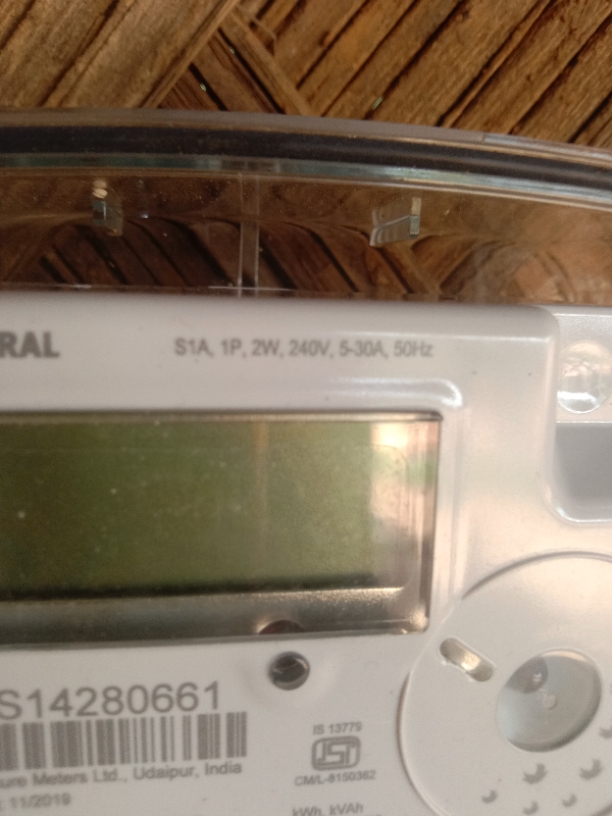 RAL
S1A, 1P, 2W, 240V, 5-30A, 50Hz
S14280661
ure Meters Ltd., Udaipur, India
: 11/2019
IS 13779
CM/L-8150362
kWh, kVAh